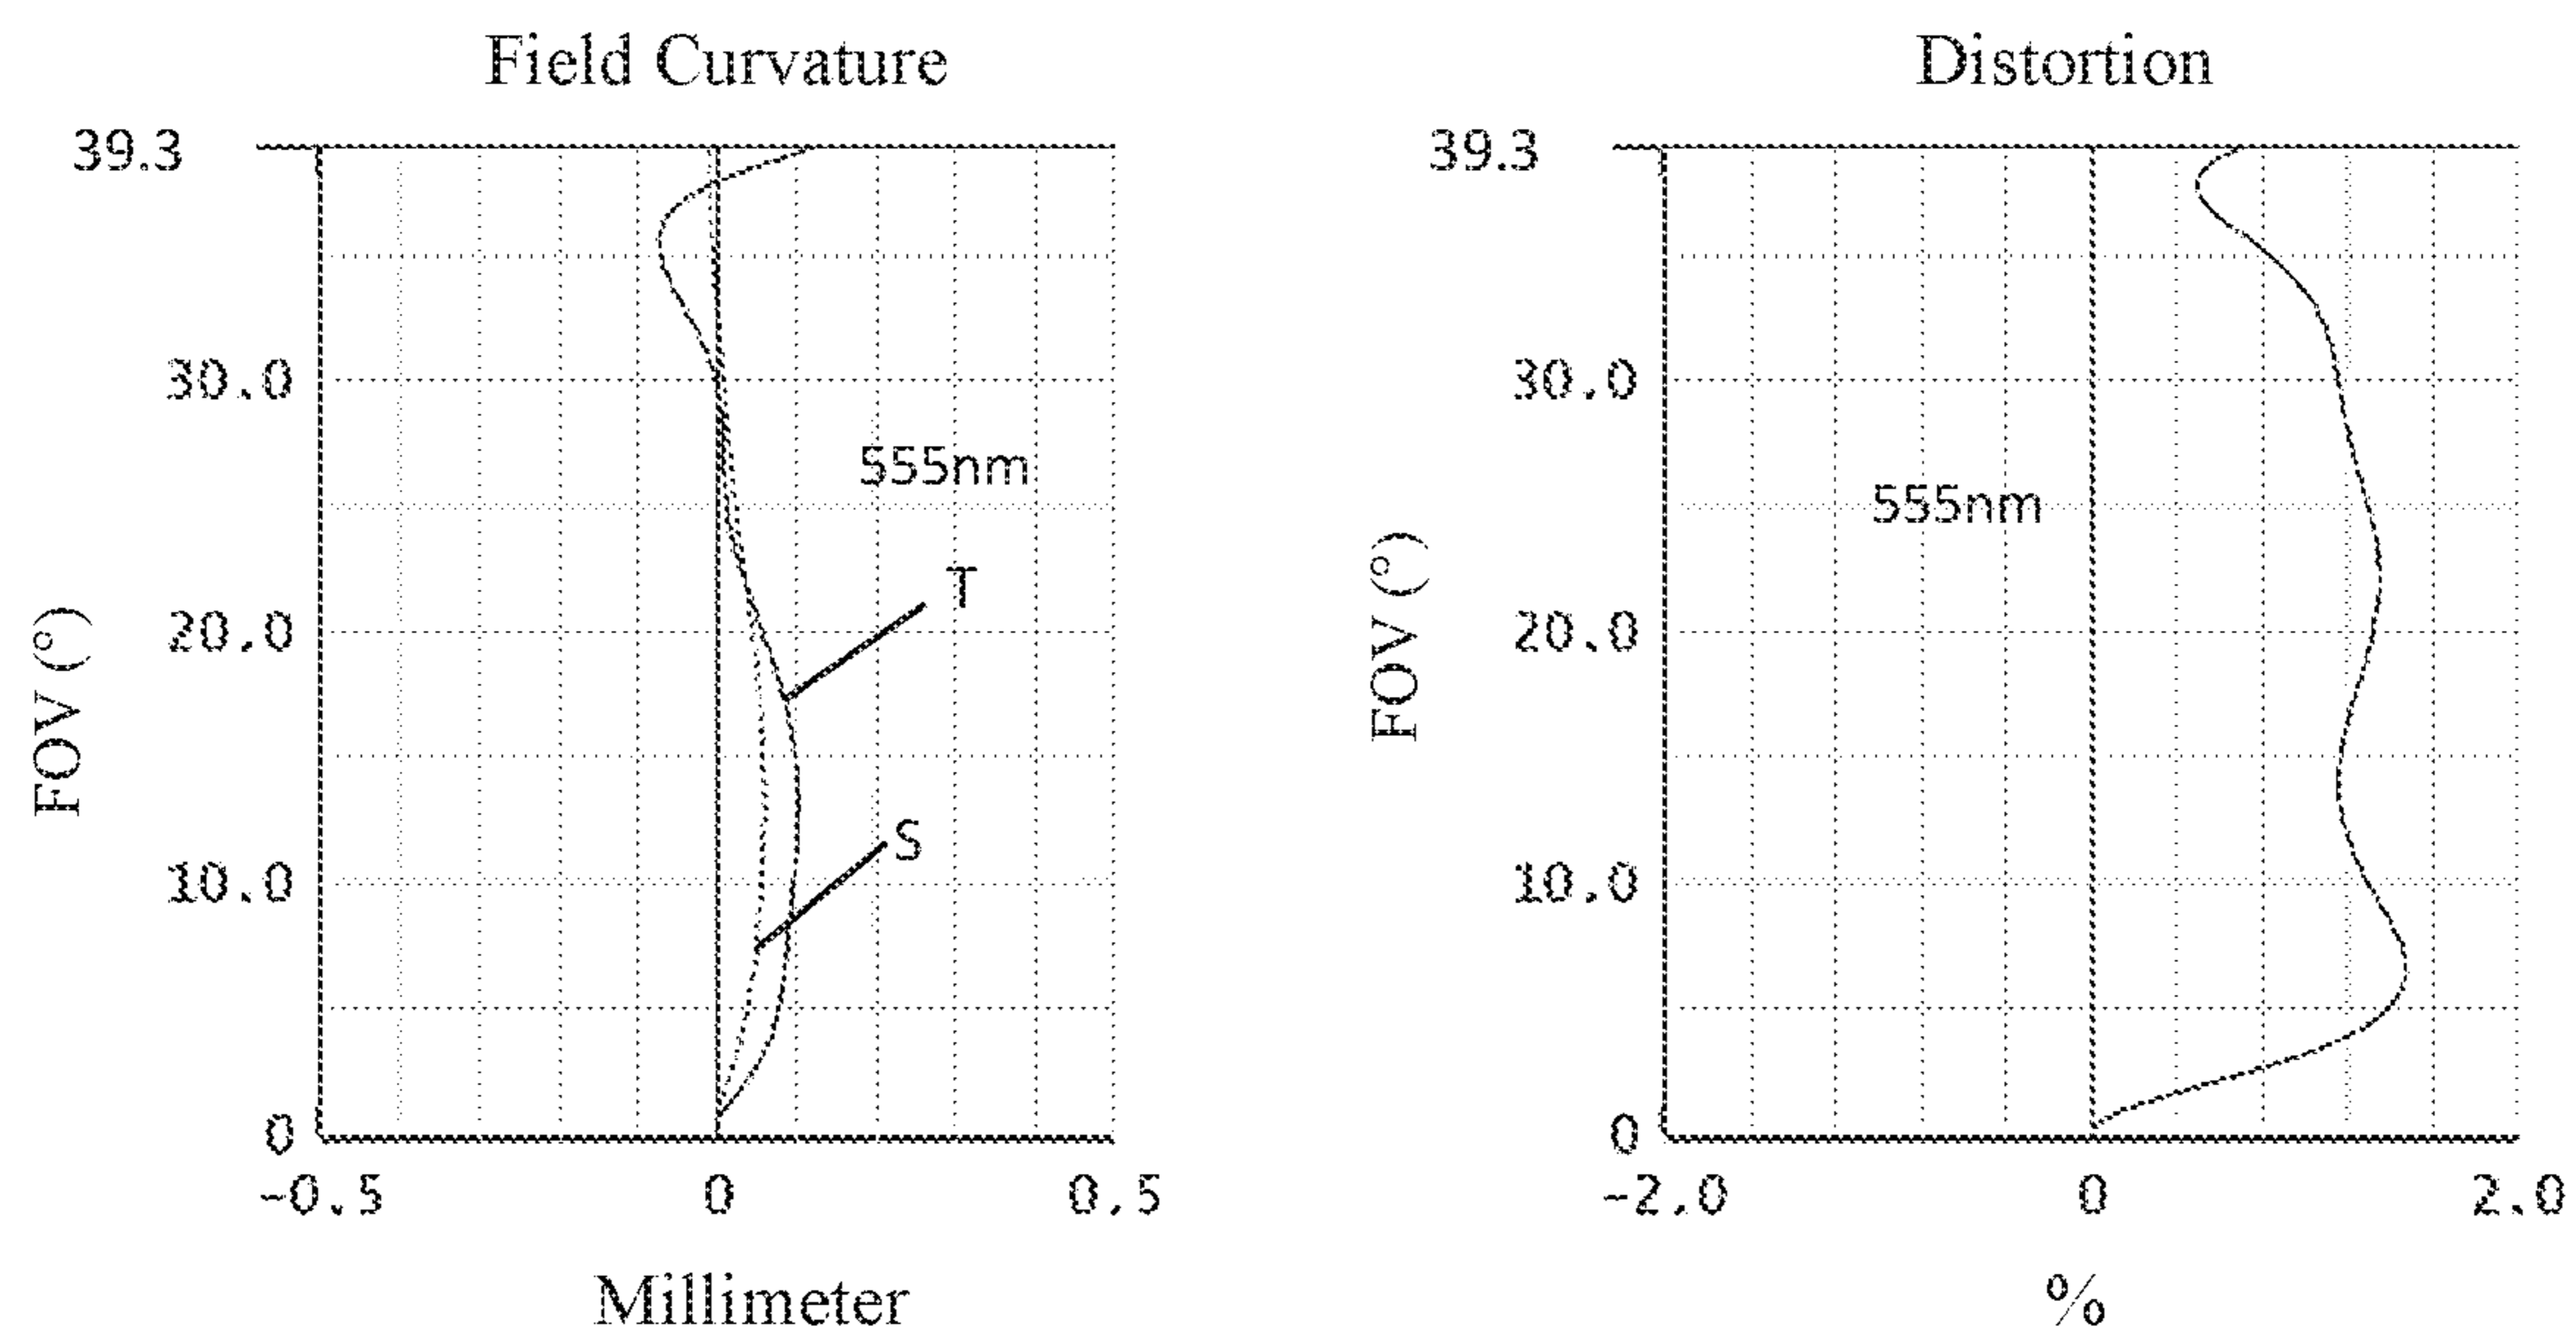 Field Curvature
39.3
30.0
555nm
T
20.0
FOV (°)
S
10.0
0
-0.5
0
0.5
Millimeter
Distortion
39.3
30.0
555nm
FOV (°)
20.0
10.0
0
-2.0
0
2.0
%